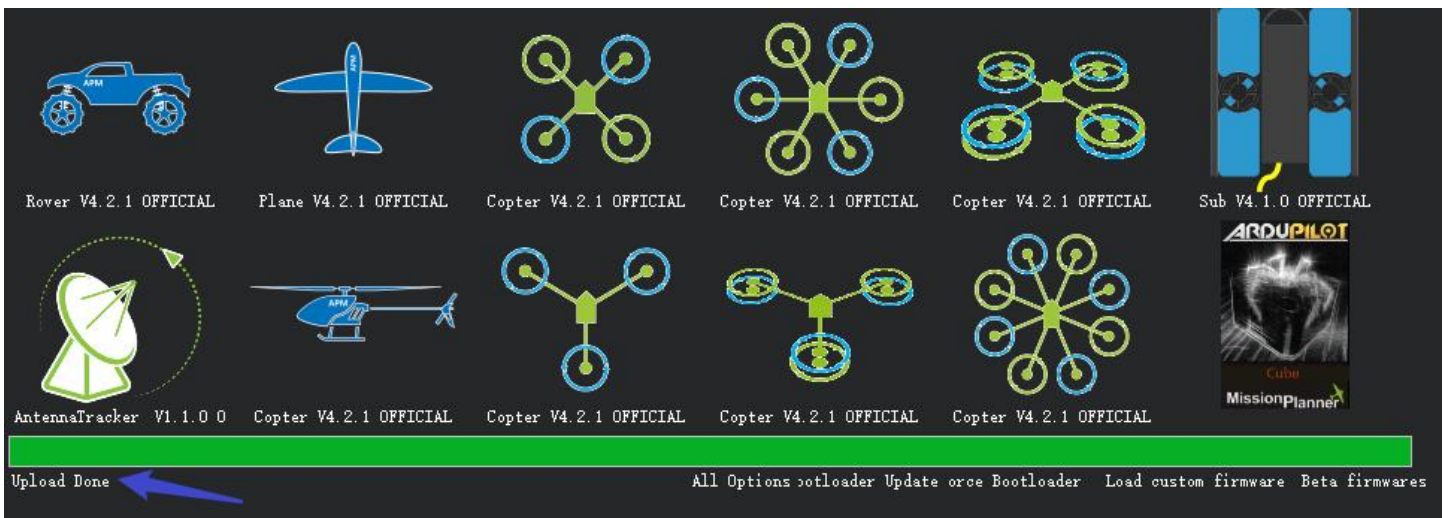 APM
APM
Rover V4.2.1 OFFICIAL
Plane V4.2.1 OFFICIAL
Copter V4.2.1 OFFICIAL
Copter V4.2.1 OFFICIAL
Copter V4.2.1 OFFICIAL
Sub V4.1.0 OFFICIAL
ARDUPILOT
APM
Cube
MissionPlanner
AntennaTracker V1.1.0 O
Copter V4.2.1 OFFICIAL
Copter V4.2.1 OFFICIAL
Copter V4.2.1 OFFICIAL
Copter V4.2.1 OFFICIAL
Upload Done
All Options
otloader Update
orce Bootloader
Load custom firmware
Beta firmwares